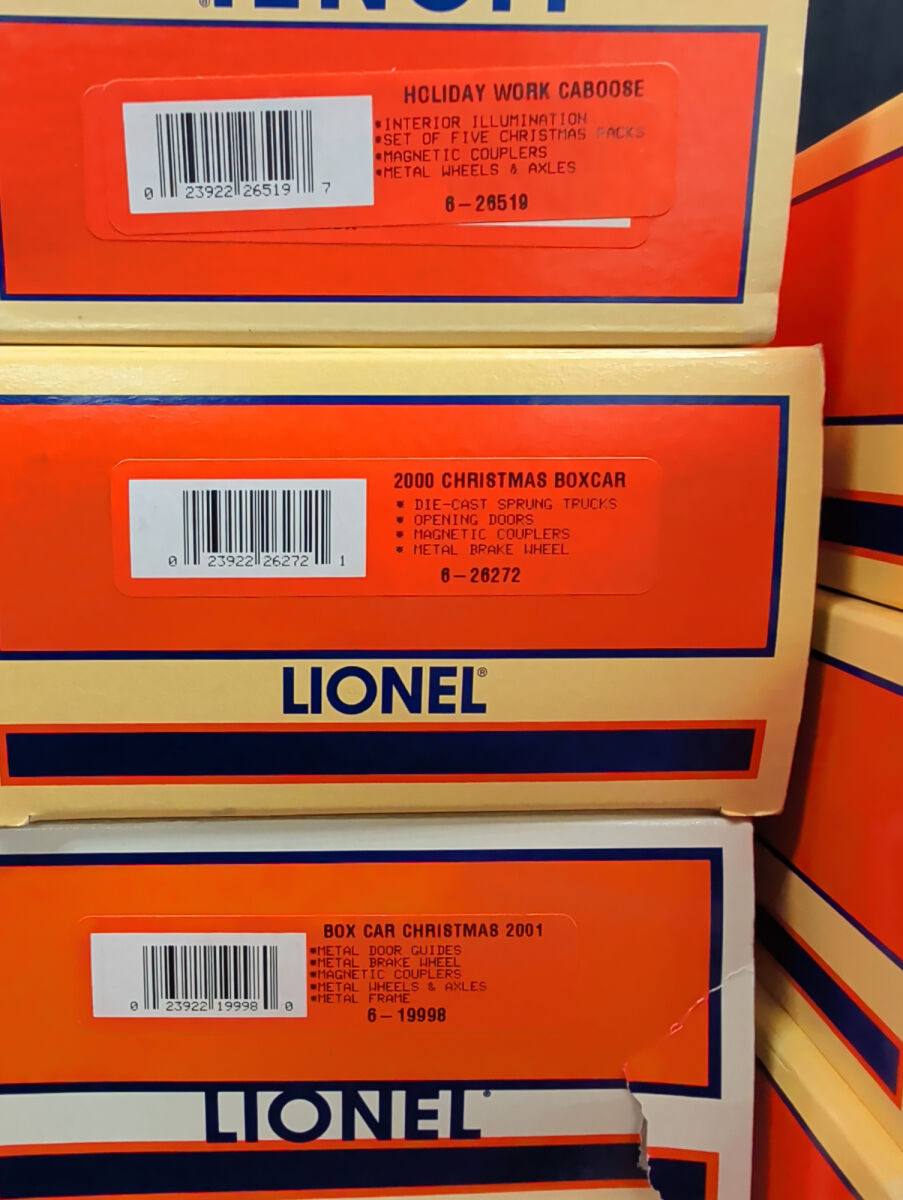 HOLIDAY WORK CABOOSE
INTERIOR ILLUMINATION
SET OF FIVE CHRISTMAS PACKS
MAGNETIC COUPLERS
METAL WHEELS & AXLES
6-26519
0 23922 26519 7
2000 CHRISTMAS BOXCAR
DIE-CAST SPRUNG TRUCKS
OPENING DOORS
MAGNETIC COUPLERS
METAL BRAKE WHEEL
6-26272
0 23922 26272 1
LIONEL®
BOX CAR CHRISTMAS 2001
METAL DOOR GUIDES
METAL BRAKE WHEEL
MAGNETIC COUPLERS
METAL WHEELS & AXLES
METAL FRAME
6-19998
0 23922 19998 0
LIONEL